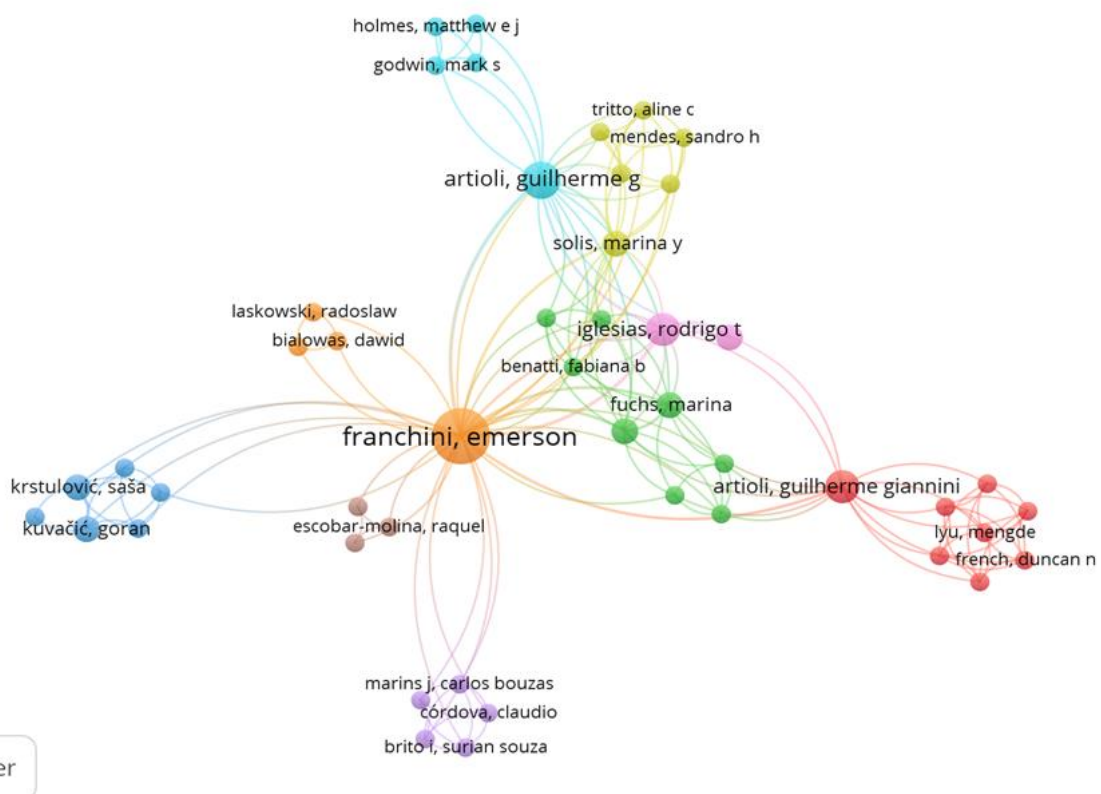 holmes, matthew e j
godwin, mark s
tritto, aline c
mendes, sandro h
artioli, guilherme g
solis, marina y
laskowski, radoslaw
iglesias, rodrigo t
bialowas, dawid
benatti, fabiana b
fuchs, marina
franchini, emerson
krstulović, saša
artioli, guilherme giannini
kuvačić, goran
escobar-molina, raquel
lyu, mengde
french, duncan n
marins j, carlos bouzas
córdova, claudio
brito i, surian souza
er